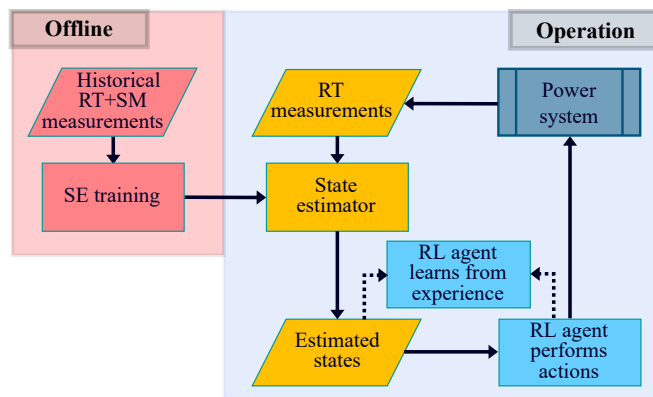 Offline
Operation
Historical
RT+SM
measurements
RT
measurements
Power
system
SE training
State
estimator
RL agent
learns from
experience
Estimated
states
RL agent
performs
actions